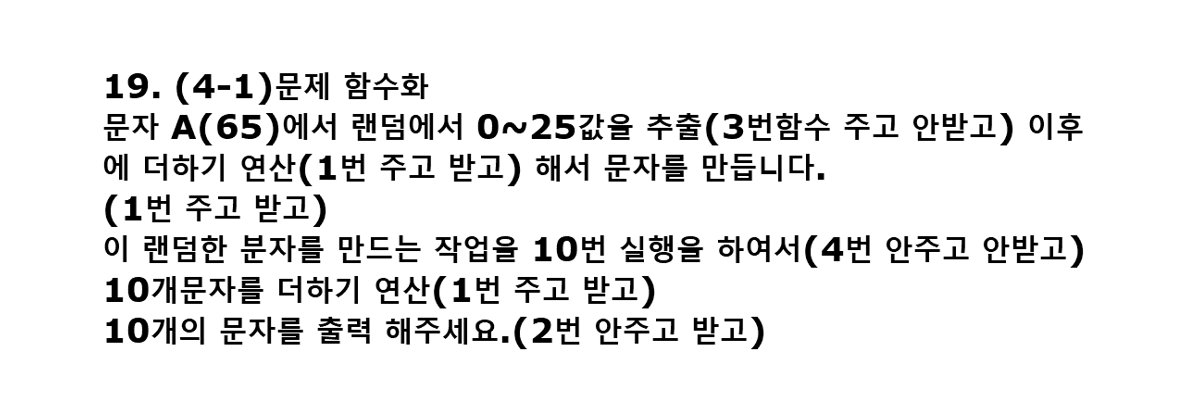 19. (4-1)문제 함수화
문자 A(65)에서 랜덤에서 0~25값을 추출(3번함수 주고 안받고) 이후
에 더하기 연산(1번 주고 받고) 해서 문자를 만듭니다.
(1번 주고 받고)
이 랜덤한 분자를 만드는 작업을 10번 실행을 하여서(4번 안주고 안받고)
10개문자를 더하기 연산(1번 주고 받고)
10개의 문자를 출력 해주세요.(2번 안주고 받고)